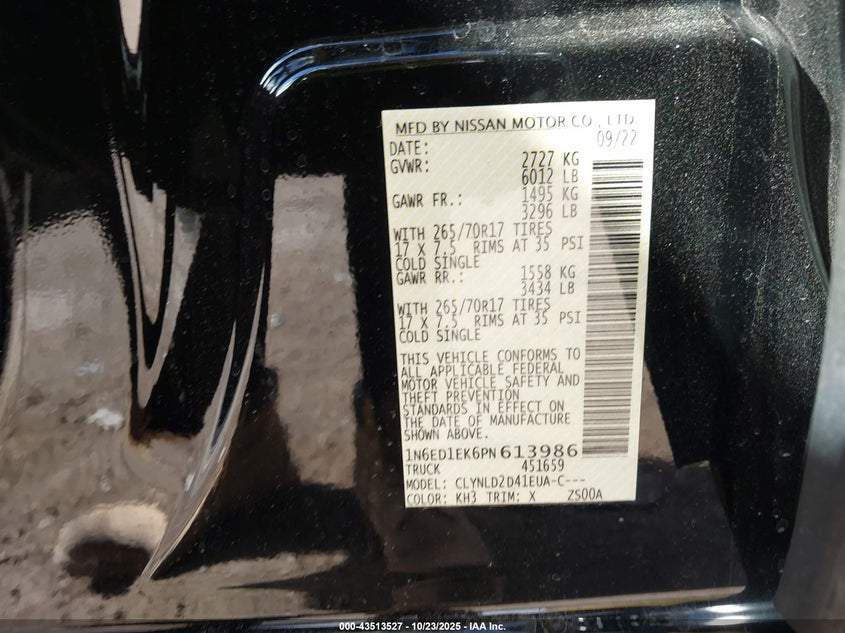 MFD BY NISSAN MOTOR CO., LTD.
DATE: 09/22
GVWR: 2727 KG
6012 LB
GAWR FR.: 1495 KG
3296 LB
WITH 265/70R17 TIRES
17 X 7.5 RIMS AT 35 PSI
COLD SINGLE
GAWR RR.: 1558 KG
3434 LB
WITH 265/70R17 TIRES
17 X 7.5 RIMS AT 35 PSI
COLD SINGLE
THIS VEHICLE CONFORMS TO
ALL APPLICABLE FEDERAL
MOTOR VEHICLE SAFETY AND
THEFT PREVENTION
STANDARDS IN EFFECT ON
THE DATE OF MANUFACTURE
SHOWN ABOVE.
1N6ED1EK6PN613986
TRUCK 451659
MODEL: CLYNLD2D41EUA-C---
COLOR: KH3 TRIM: X ZS00A
000-43513527 - 10/23/2025 - IAA Inc.